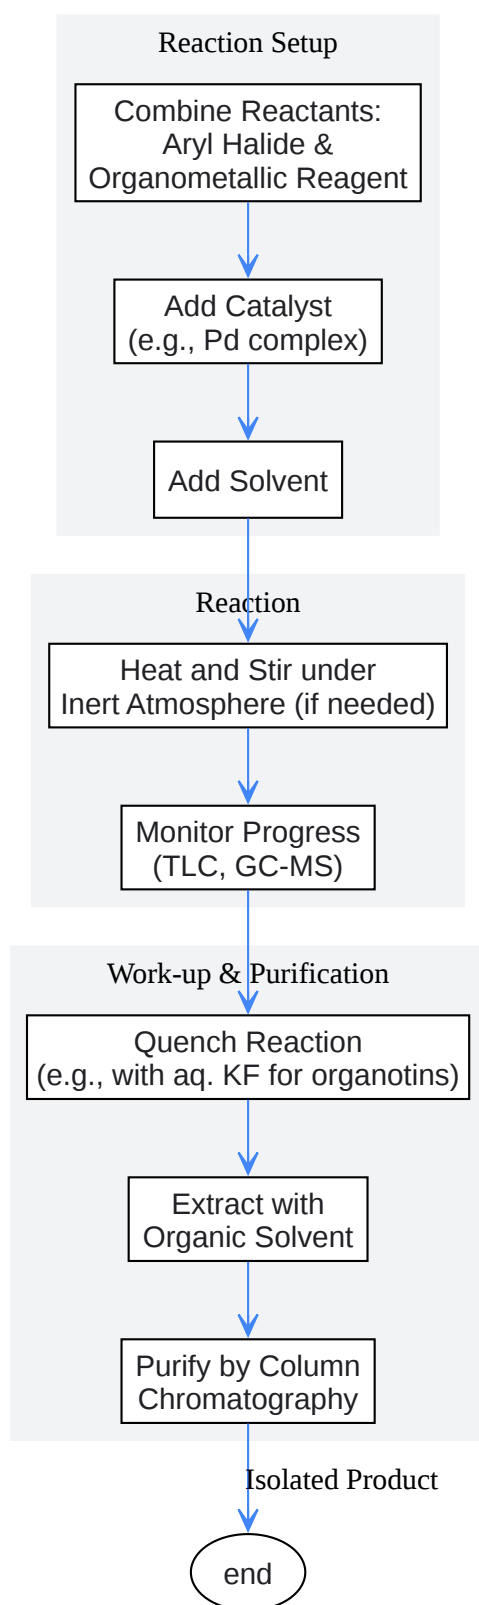 Reaction Setup
Combine Reactants:
Aryl Halide &
Organometallic Reagent
Add Catalyst
(e.g., Pd complex)
Add Solvent
Reaction
Heat and Stir under
Inert Atmosphere (if needed)
Monitor Progress
(TLC, GC-MS)
Work-up & Purification
Quench Reaction
(e.g., with aq. KF for organotins)
Extract with
Organic Solvent
Purify by Column
Chromatography
Isolated Product
end